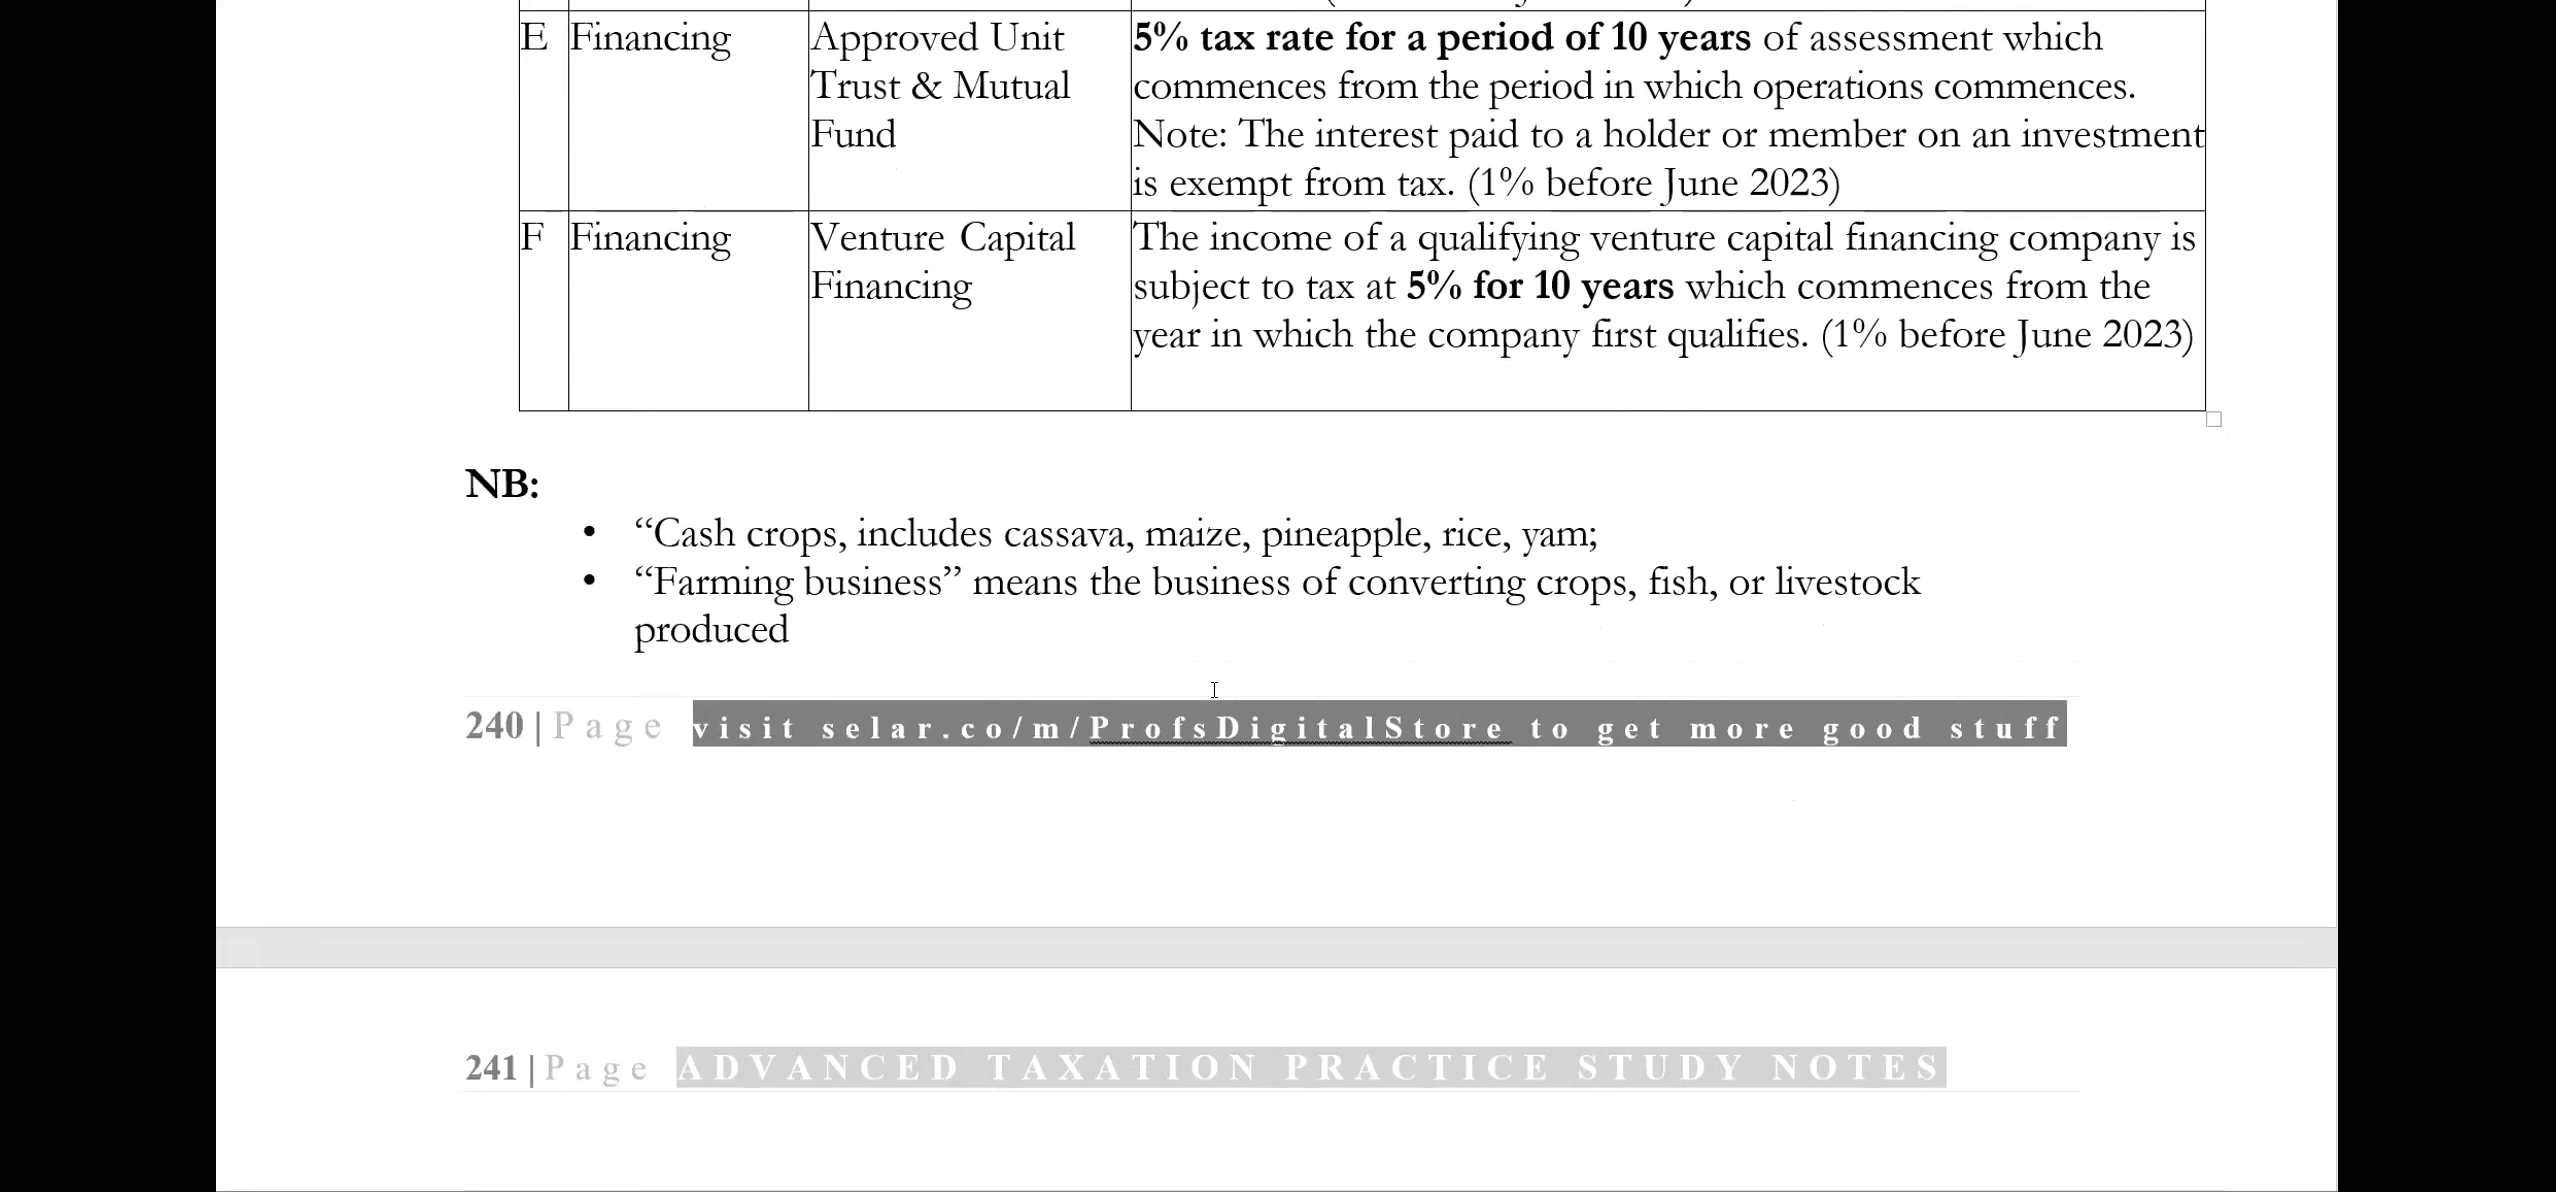 E Financing Approved Unit Trust & Mutual Fund 5% tax rate for a period of 10 years of assessment which
commences from the period in which operations commences.
Note: The interest paid to a holder or member on an investment
is exempt from tax. (1% before June 2023)
F Financing Venture Capital Financing The income of a qualifying venture capital financing company is
subject to tax at 5% for 10 years which commences from the
year in which the company first qualifies. (1% before June 2023)
NB:
• “Cash crops, includes cassava, maize, pineapple, rice, yam;
• “Farming business” means the business of converting crops, fish, or livestock
produced
240 | Page visit selar.co/m/ProfsDigitalStore to get more good stuff
241 | Page ADVANCED TAXATION PRACTICE STUDY NOTES